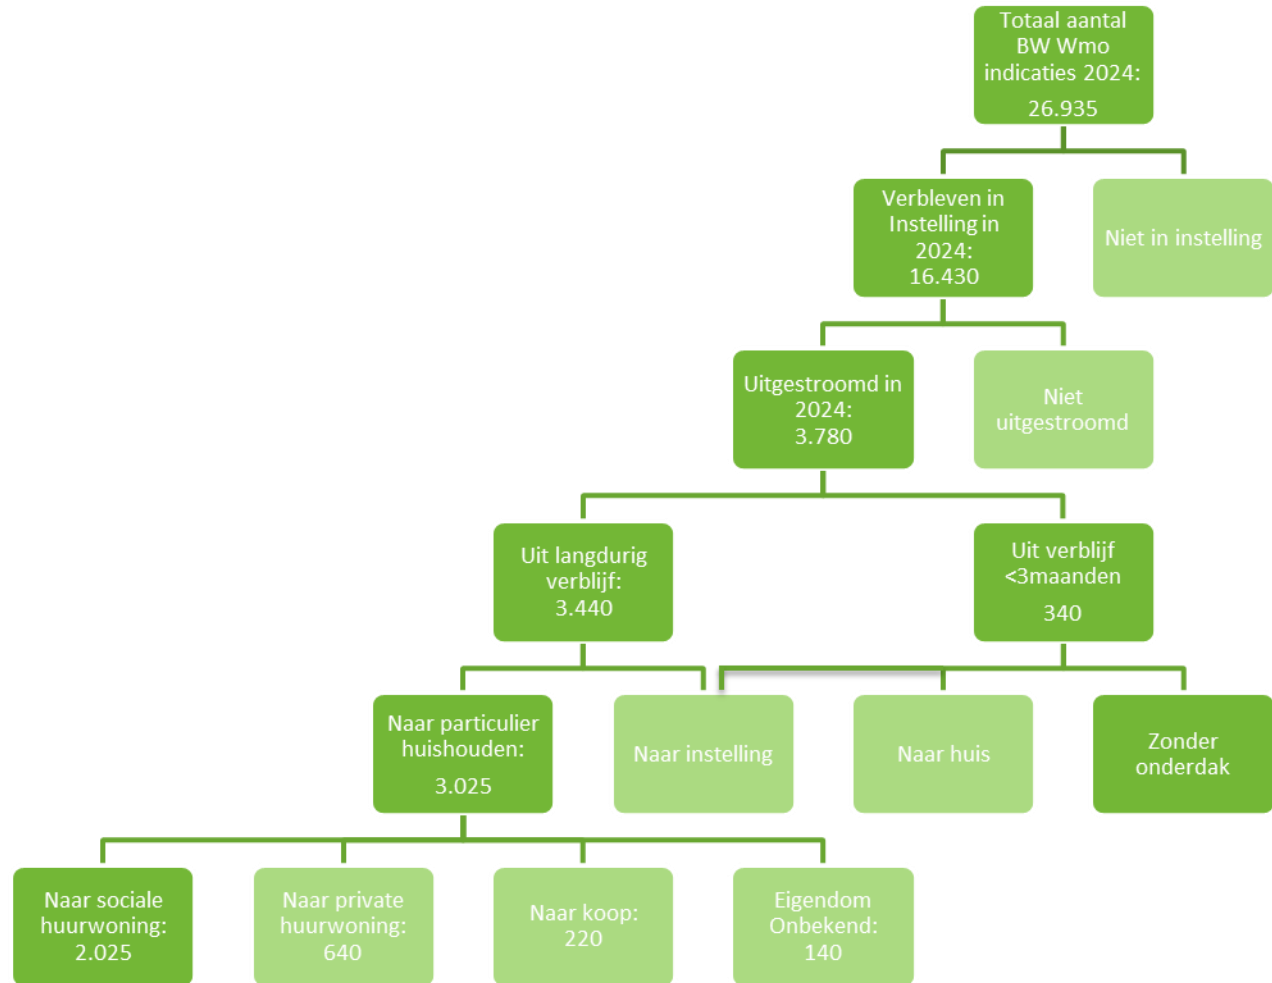 Totaal aantal
BW Wmo
indicaties 2024:
26.935
Verbleven in
Instelling in
2024:
16.430
Niet in instelling
Uitgestroomd in
2024:
3.780
Niet
uitgestroomd
Uit langdurig
verblijf:
3.440
Uit verblijf
<3maanden
340
Naar particulier
huishouden:
3.025
Naar instelling
Naar huis
Zonder
onderdak
Naar sociale
huurwoning:
2.025
Naar private
huurwoning:
640
Naar koop:
220
Eigendom
Onbekend:
140